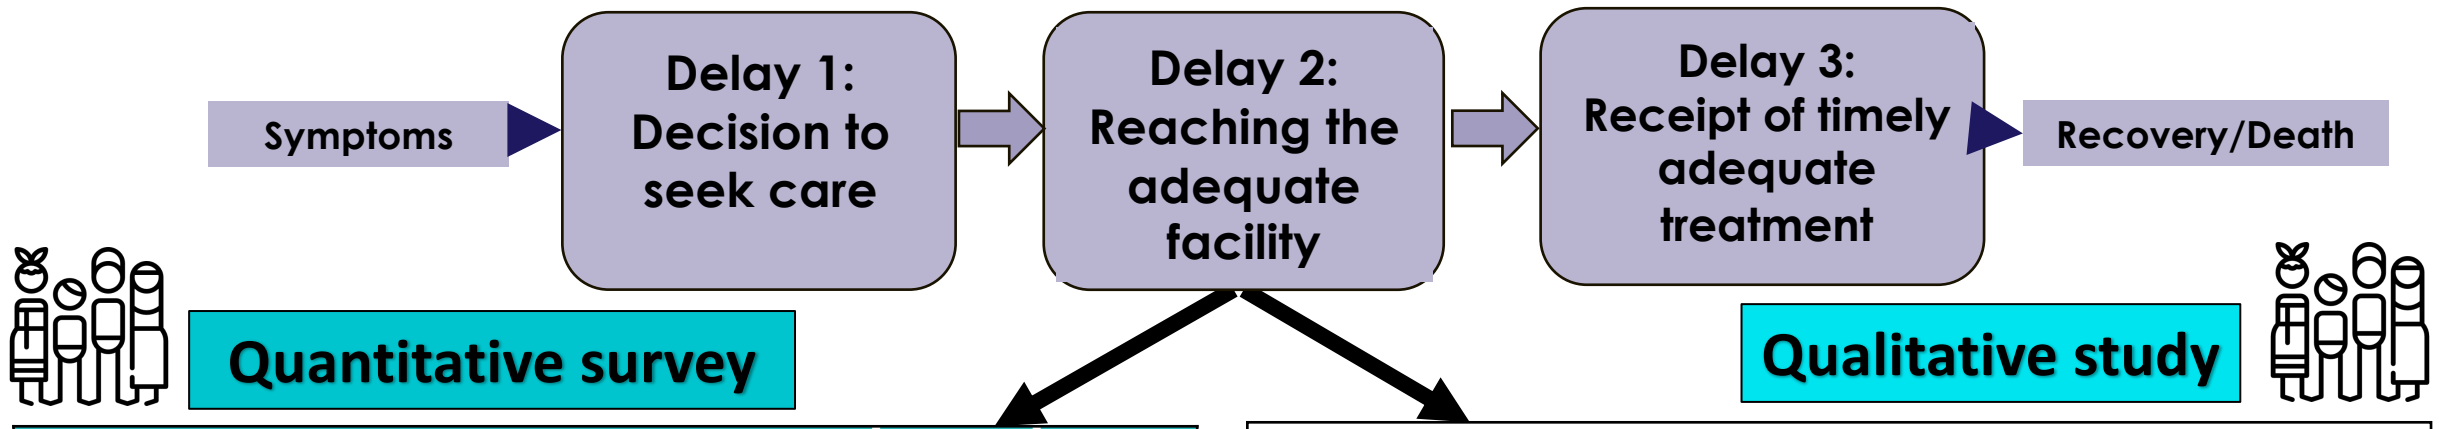 Symptoms
Delay 1:
Decision to
seek care
Delay 2:
Reaching the
adequate
facility
Delay 3:
Receipt of timely
adequate
treatment
Recovery/Death
Quantitative survey
Qualitative study